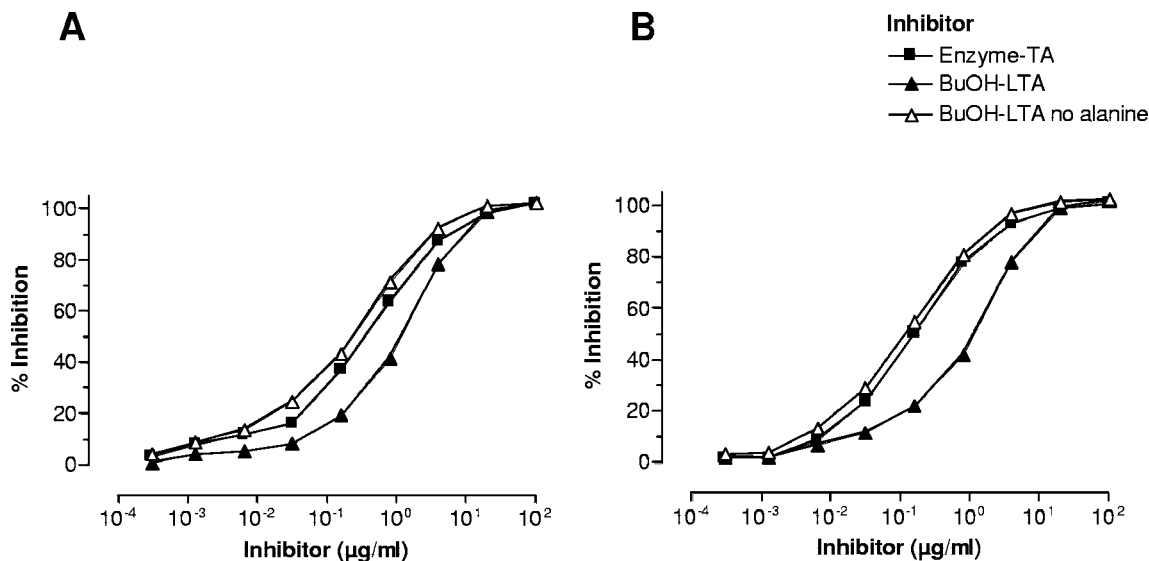 A
B
Inhibitor
Enzyme-TA
BuOH-LTA
BuOH-LTA no alanine
100
80
60
40
20
0
% Inhibition
10⁻⁴ 10⁻³ 10⁻² 10⁻¹ 10⁰ 10¹ 10²
Inhibitor (µg/ml)
100
80
60
40
20
0
% Inhibition
10⁻⁴ 10⁻³ 10⁻² 10⁻¹ 10⁰ 10¹ 10²
Inhibitor (µg/ml)